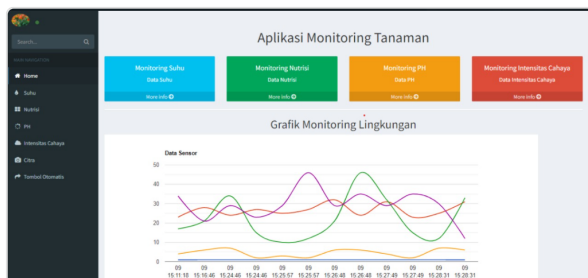 Search...
Home
Suhu
Nutrisi
PH
Intensitas Cahaya
Citra
Tombol Otomatis
Aplikasi Monitoring Tanaman
Monitoring Suhu
Data Suhu
More Info
Monitoring Nutrisi
Data Nutrisi
More Info
Monitoring PH
Data PH
More Info
Monitoring Intensitas Cahaya
Data Intensitas Cahaya
More Info
Grafik Monitoring Lingkungan
Data Sensor
50
40
30
20
10
0
09 09 09 09 09 09 09 09 09 09 09 09
15:11:18 15:16:46 15:24:46 15:24:46 15:25:57 15:25:57 15:26:48 15:26:48 15:27:49 15:27:49 15:28:31 15:28:31